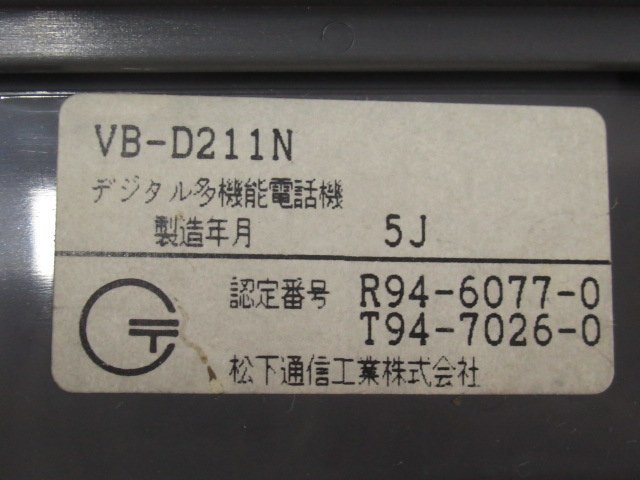 VB-D211N
デジタル多機能電話機
製造年月 5J
認定番号 R94-6077-0
T94-7026-0
松下通信工業株式会社